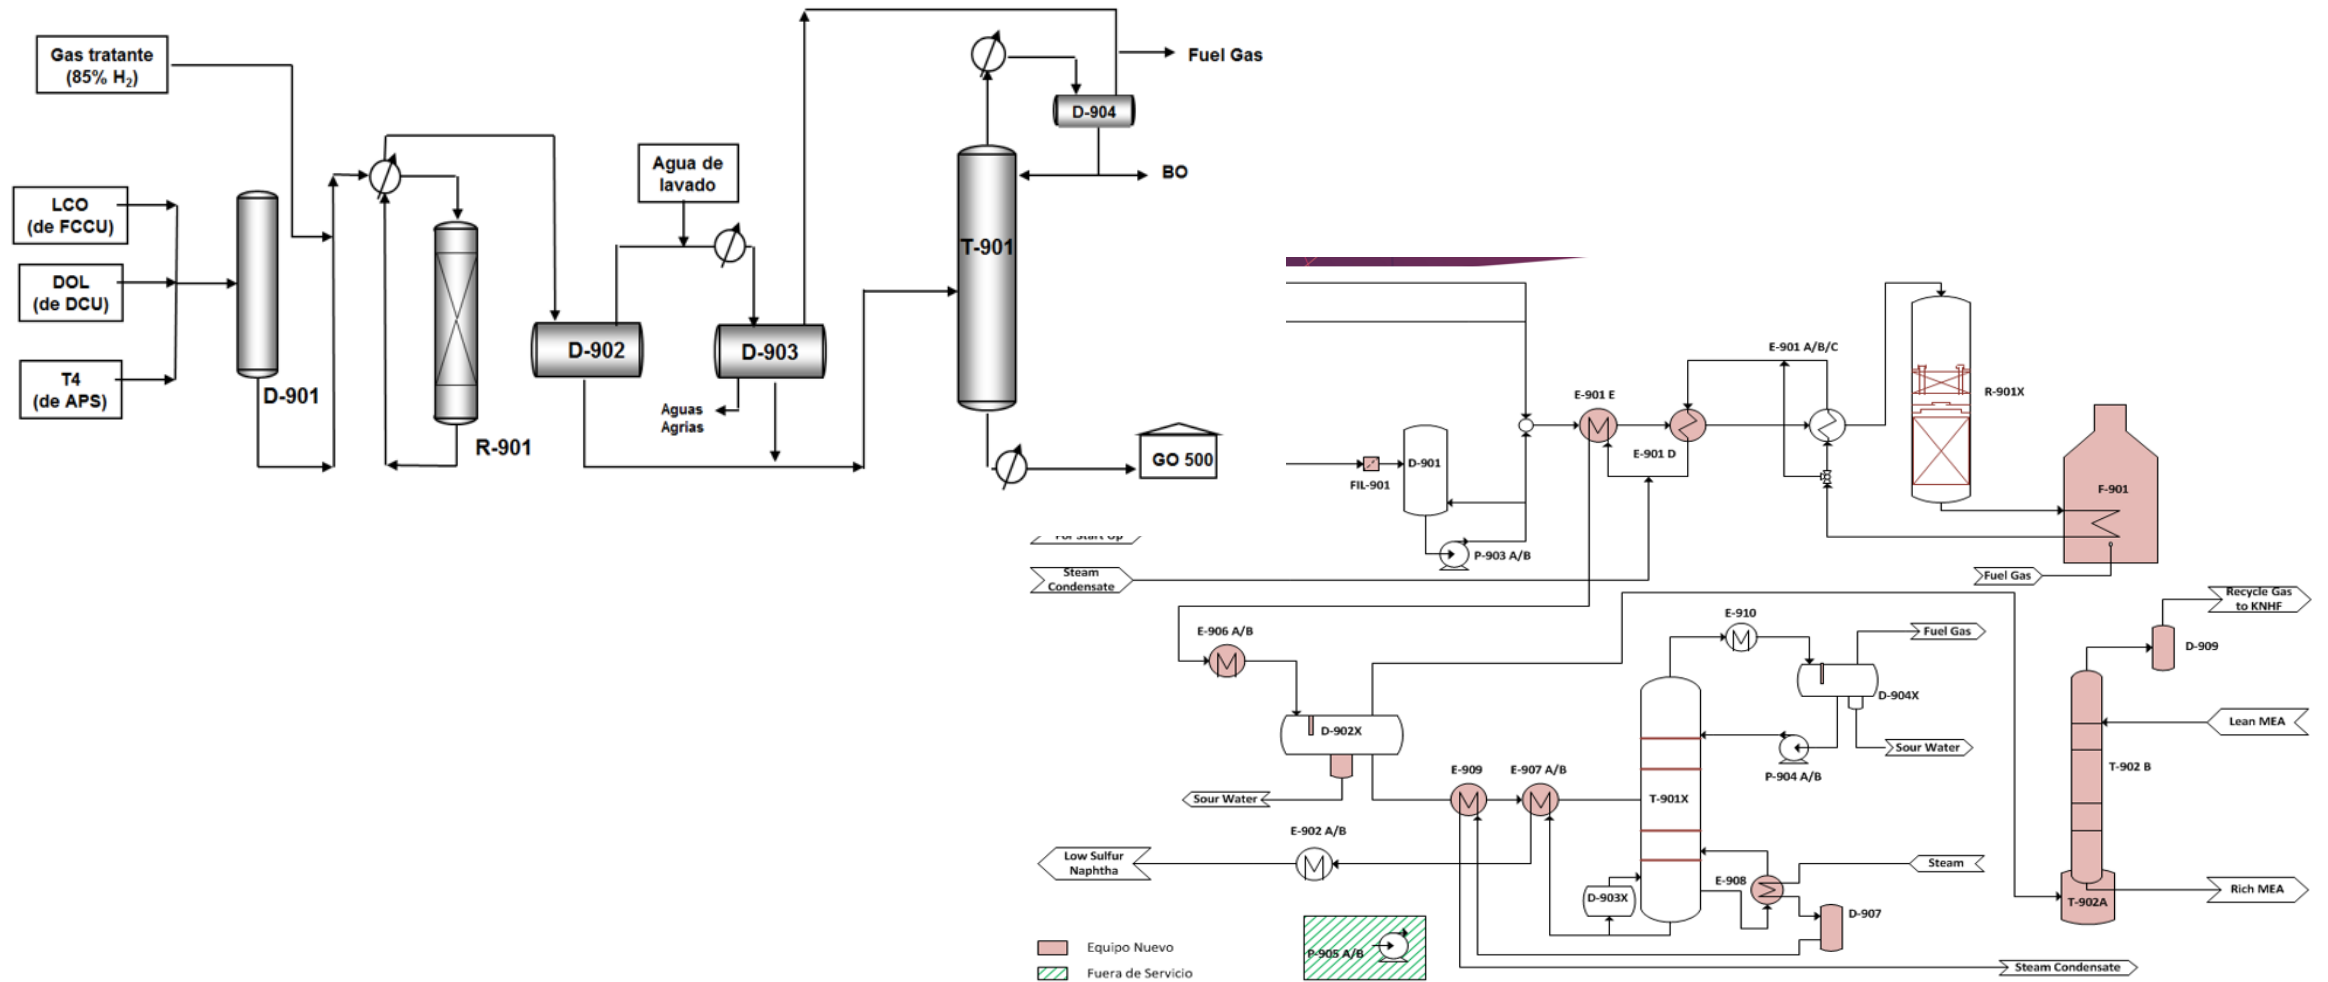 Gas tratante
(85% H2)
LCO
(de FCCU)
DOL
(de DCU)
T4
(de APS)
D-901
R-901
D-902
Agua de
lavado
D-903
Aguas
Agrias
T-901
D-904
Fuel Gas
BO
GO 500
E-901 A/B/C
R-901X
E-901 E
E-901 D
F-901
D-901
FIL-901
P-903 A/B
Fuel Gas
For Start Up
Steam
Condensate
E-906 A/B
E-910
Fuel Gas
Recycle Gas
to KNHF
D-909
D-904X
D-902X
Lean MEA
Sour Water
P-904 A/B
T-902 B
E-909
E-907 A/B
T-901X
Sour Water
E-902 A/B
Low Sulfur
Naphtha
Steam
E-908
D-903X
Rich MEA
T-902A
D-907
Equipo Nuevo
P-905 A/B
Fuera de Servicio
Steam Condensate